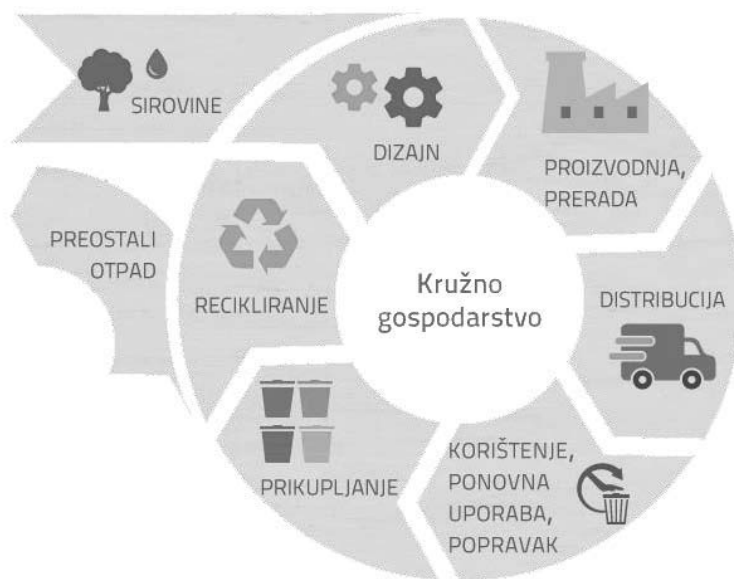 SIROVINE
DIZAJN
PROIZVODNJA,
PRERADA
DISTRIBUCIJA
KORIŠTENJE,
PONOVNA
UPORABA,
POPRAVAK
PRIKUPLJANJE
RECIKLIRANJE
PREOSTALI
OTPAD
Kružno
gospodarstvo